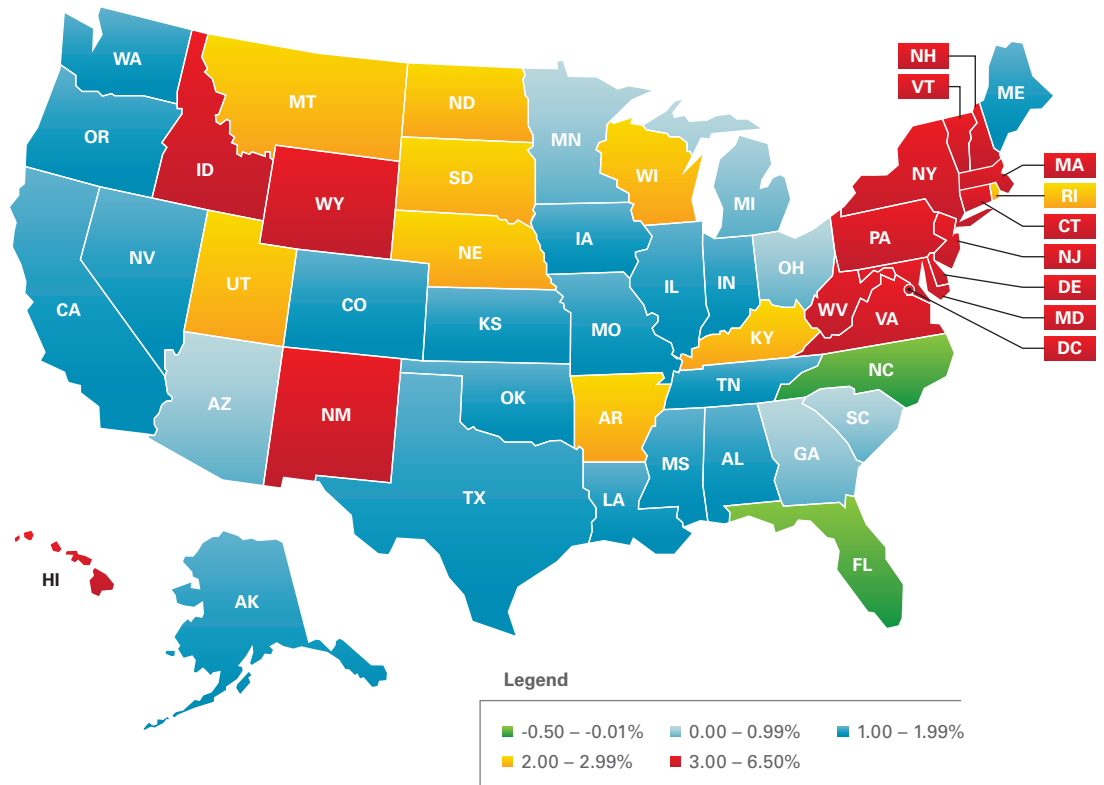 WA
OR
CA
NV
ID
MT
WY
UT
AZ
NM
CO
ND
SD
NE
KS
OK
TX
MN
IA
MO
AR
LA
WI
IL
MI
IN
OH
KY
TN
MS
AL
GA
SC
NC
FL
VA
WV
PA
NY
ME
NH
VT
MA
RI
CT
NJ
DE
MD
DC
HI
AK
Legend
-0.50 – -0.01%
0.00 – 0.99%
1.00 – 1.99%
2.00 – 2.99%
3.00 – 6.50%